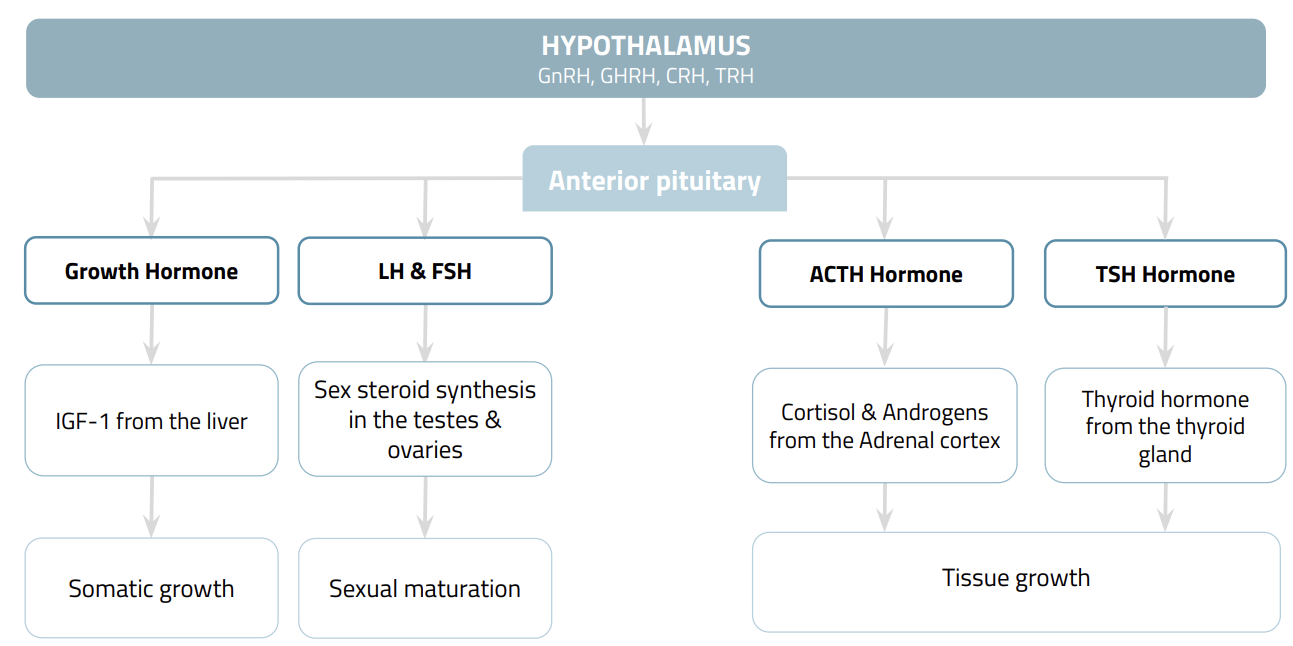 HYPOTHALAMUS
GnRH, GHRH, CRH, TRH
Anterior pituitary
Growth Hormone
LH & FSH
ACTH Hormone
TSH Hormone
IGF-1 from the liver
Sex steroid synthesis
in the testes &
ovaries
Cortisol & Androgens
from the Adrenal cortex
Thyroid hormone
from the thyroid
gland
Somatic growth
Sexual maturation
Tissue growth